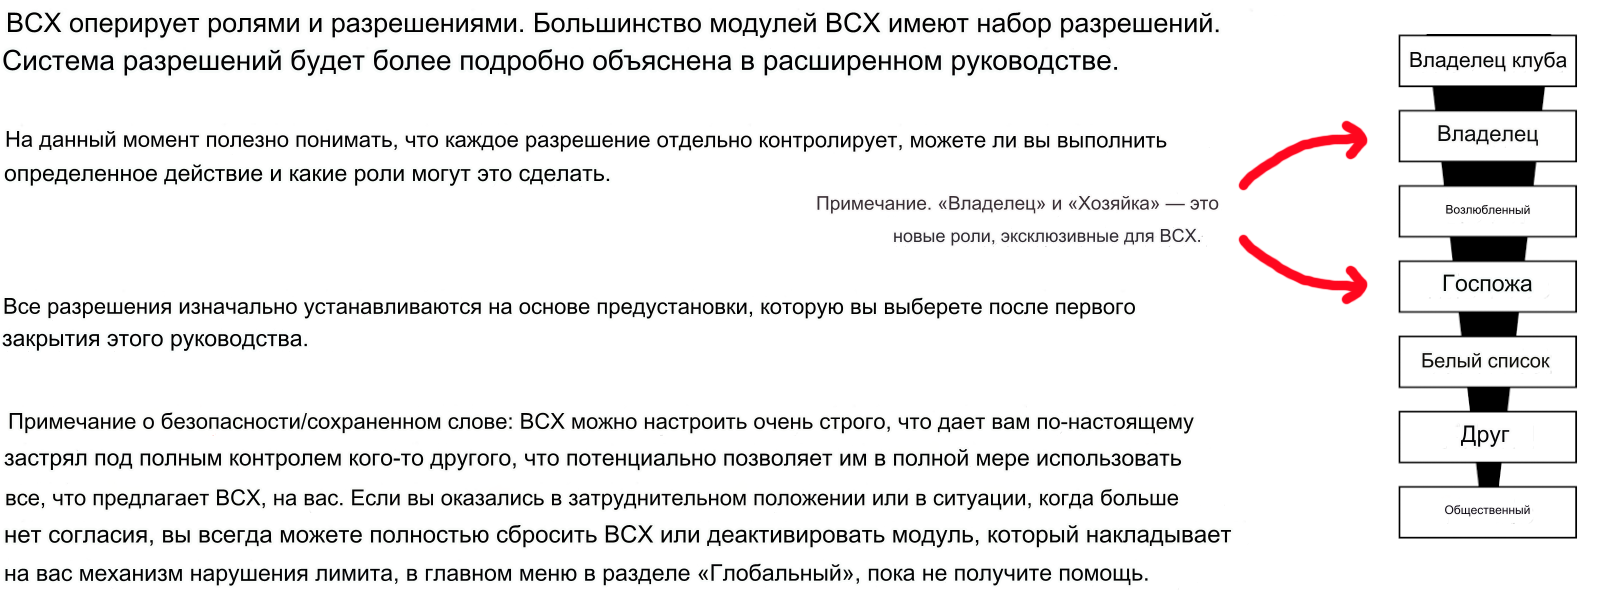 BCX оперирует ролями и разрешениями. Большинство модулей BCX имеют набор разрешений.
Система разрешений будет более подробно объяснена в расширенном руководстве.
На данный момент полезно понимать, что каждое разрешение отдельно контролирует, можете ли вы выполнить
определенное действие и какие роли могут это сделать.
Примечание. «Владелец» и «Хозяйка» — это
новые роли, эксклюзивные для BCX.
Все разрешения изначально устанавливаются на основе предустановки, которую вы выберете после первого
закрытия этого руководства.
Примечание о безопасности/сохраненном слове: BCX можно настроить очень строго, что дает вам по-настоящему
застрял под полным контролем кого-то другого, что потенциально позволяет им в полной мере использовать
все, что предлагает BCX, на вас. Если вы оказались в затруднительном положении или в ситуации, когда больше
нет согласия, вы всегда можете полностью сбросить BCX или деактивировать модуль, который накладывает
на вас механизм нарушения лимита, в главном меню в разделе «Глобальный», пока не получите помощь.
Владелец клуба
Владелец
Возлюбленный
Госпожа
Белый список
Друг
Общественный